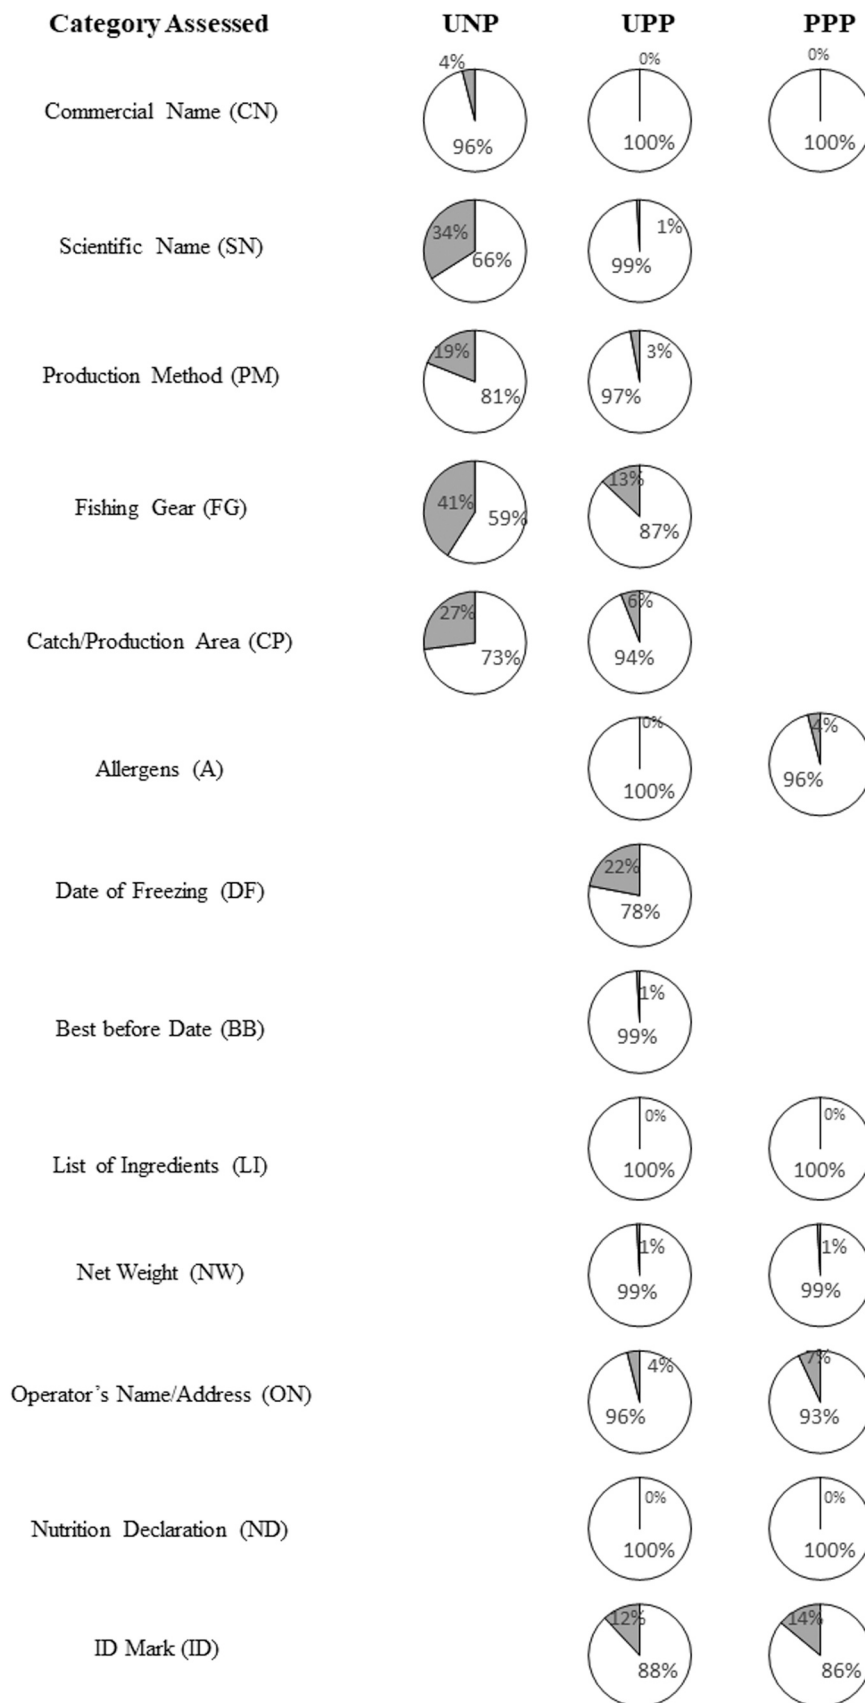 Category Assessed UNP UPP PPP
4% 0% 0%
Commercial Name (CN)
96% 100% 100%
34% 1%
Scientific Name (SN)
66% 99%
19% 3%
Production Method (PM)
81% 97%
41% 13%
Fishing Gear (FG)
59% 87%
27% 6%
Catch/Production Area (CP)
73% 94%
0% 4%
Allergens (A)
100% 96%
22%
Date of Freezing (DF)
78%
1%
Best before Date (BB)
99%
0% 0%
List of Ingredients (LI)
100% 100%
1% 1%
Net Weight (NW)
99% 99%
4% 7%
Operator's Name/Address (ON)
96% 93%
0% 0%
Nutrition Declaration (ND)
100% 100%
12% 14%
ID Mark (ID)
88% 86%